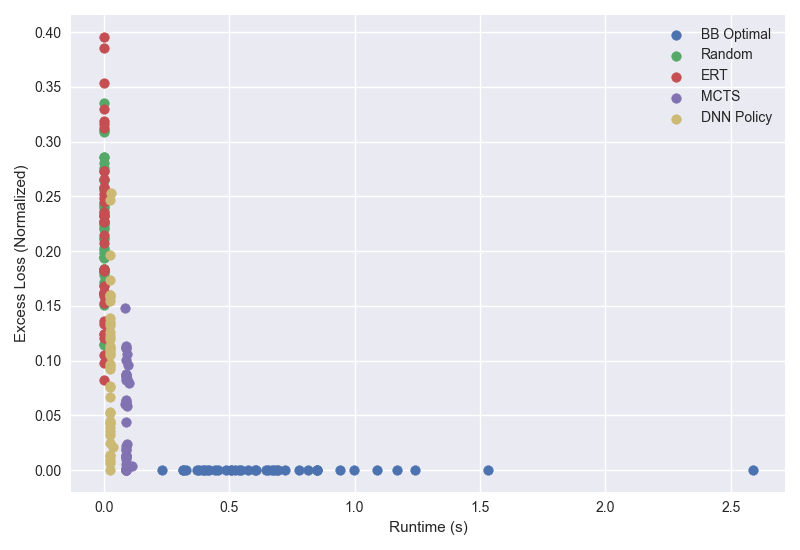 0.40
0.35
0.30
0.25
0.20
0.15
0.10
0.05
0.00
Excess Loss (Normalized)
BB Optimal
Random
ERT
MCTS
DNN Policy
0.0 0.5 1.0 1.5 2.0 2.5
Runtime (s)